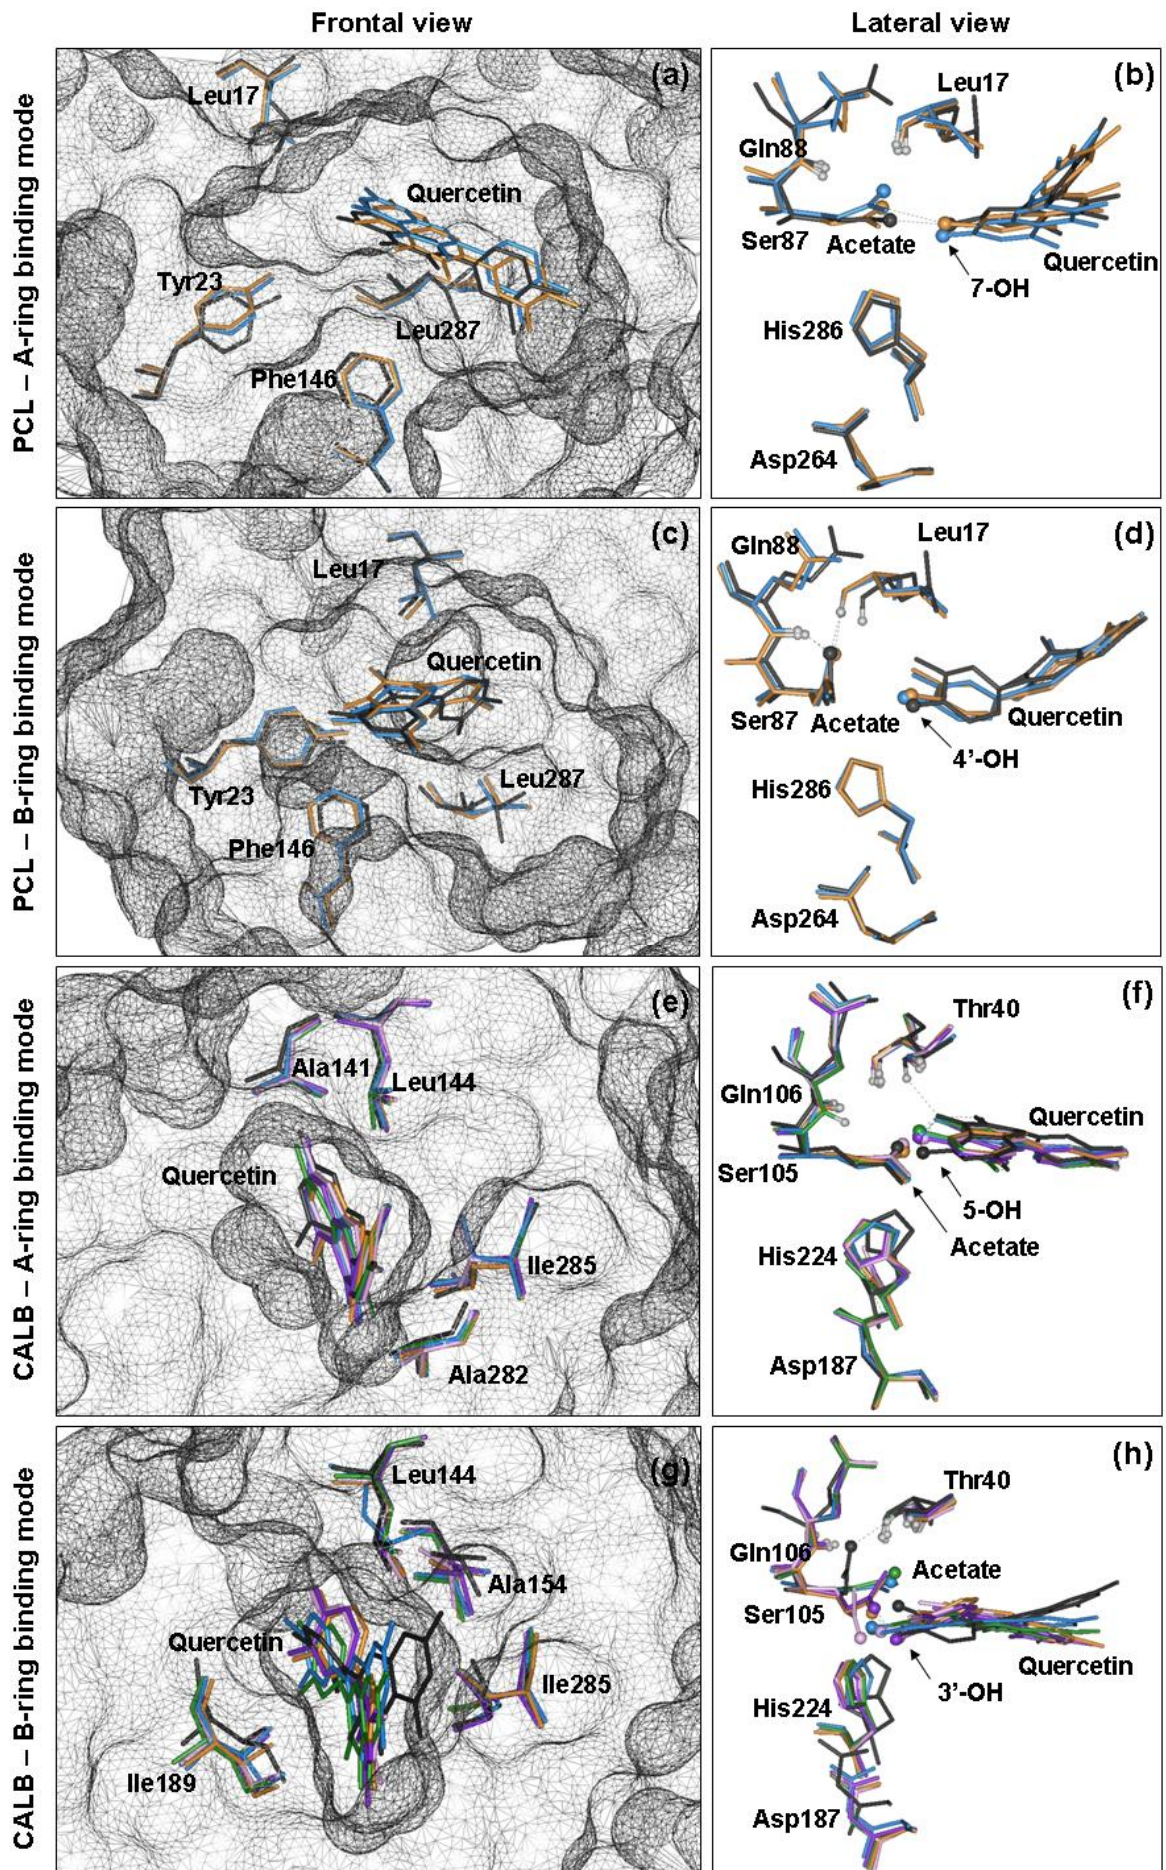 Frontal view
Lateral view
PCL – A-ring binding mode
(a)
Leu17
Quercetin
Tyr23
Leu287
Phe146
(b)
Leu17
Gln88
Ser87
Acetate
Quercetin
7-OH
His286
Asp264
PCL – B-ring binding mode
(c)
Leu17
Quercetin
Leu287
Tyr23
Phe146
(d)
Leu17
Gln88
Ser87
Acetate
Quercetin
4’-OH
His286
Asp264
CALB – A-ring binding mode
(e)
Ala141
Leu144
Quercetin
Ile285
Ala282
(f)
Thr40
Gln106
Quercetin
Ser105
5-OH
Acetate
His224
Asp187
CALB – B-ring binding mode
(g)
Leu144
Ala154
Quercetin
Ile285
Ile189
(h)
Thr40
Gln106
Acetate
Ser105
Quercetin
3’-OH
His224
Asp187